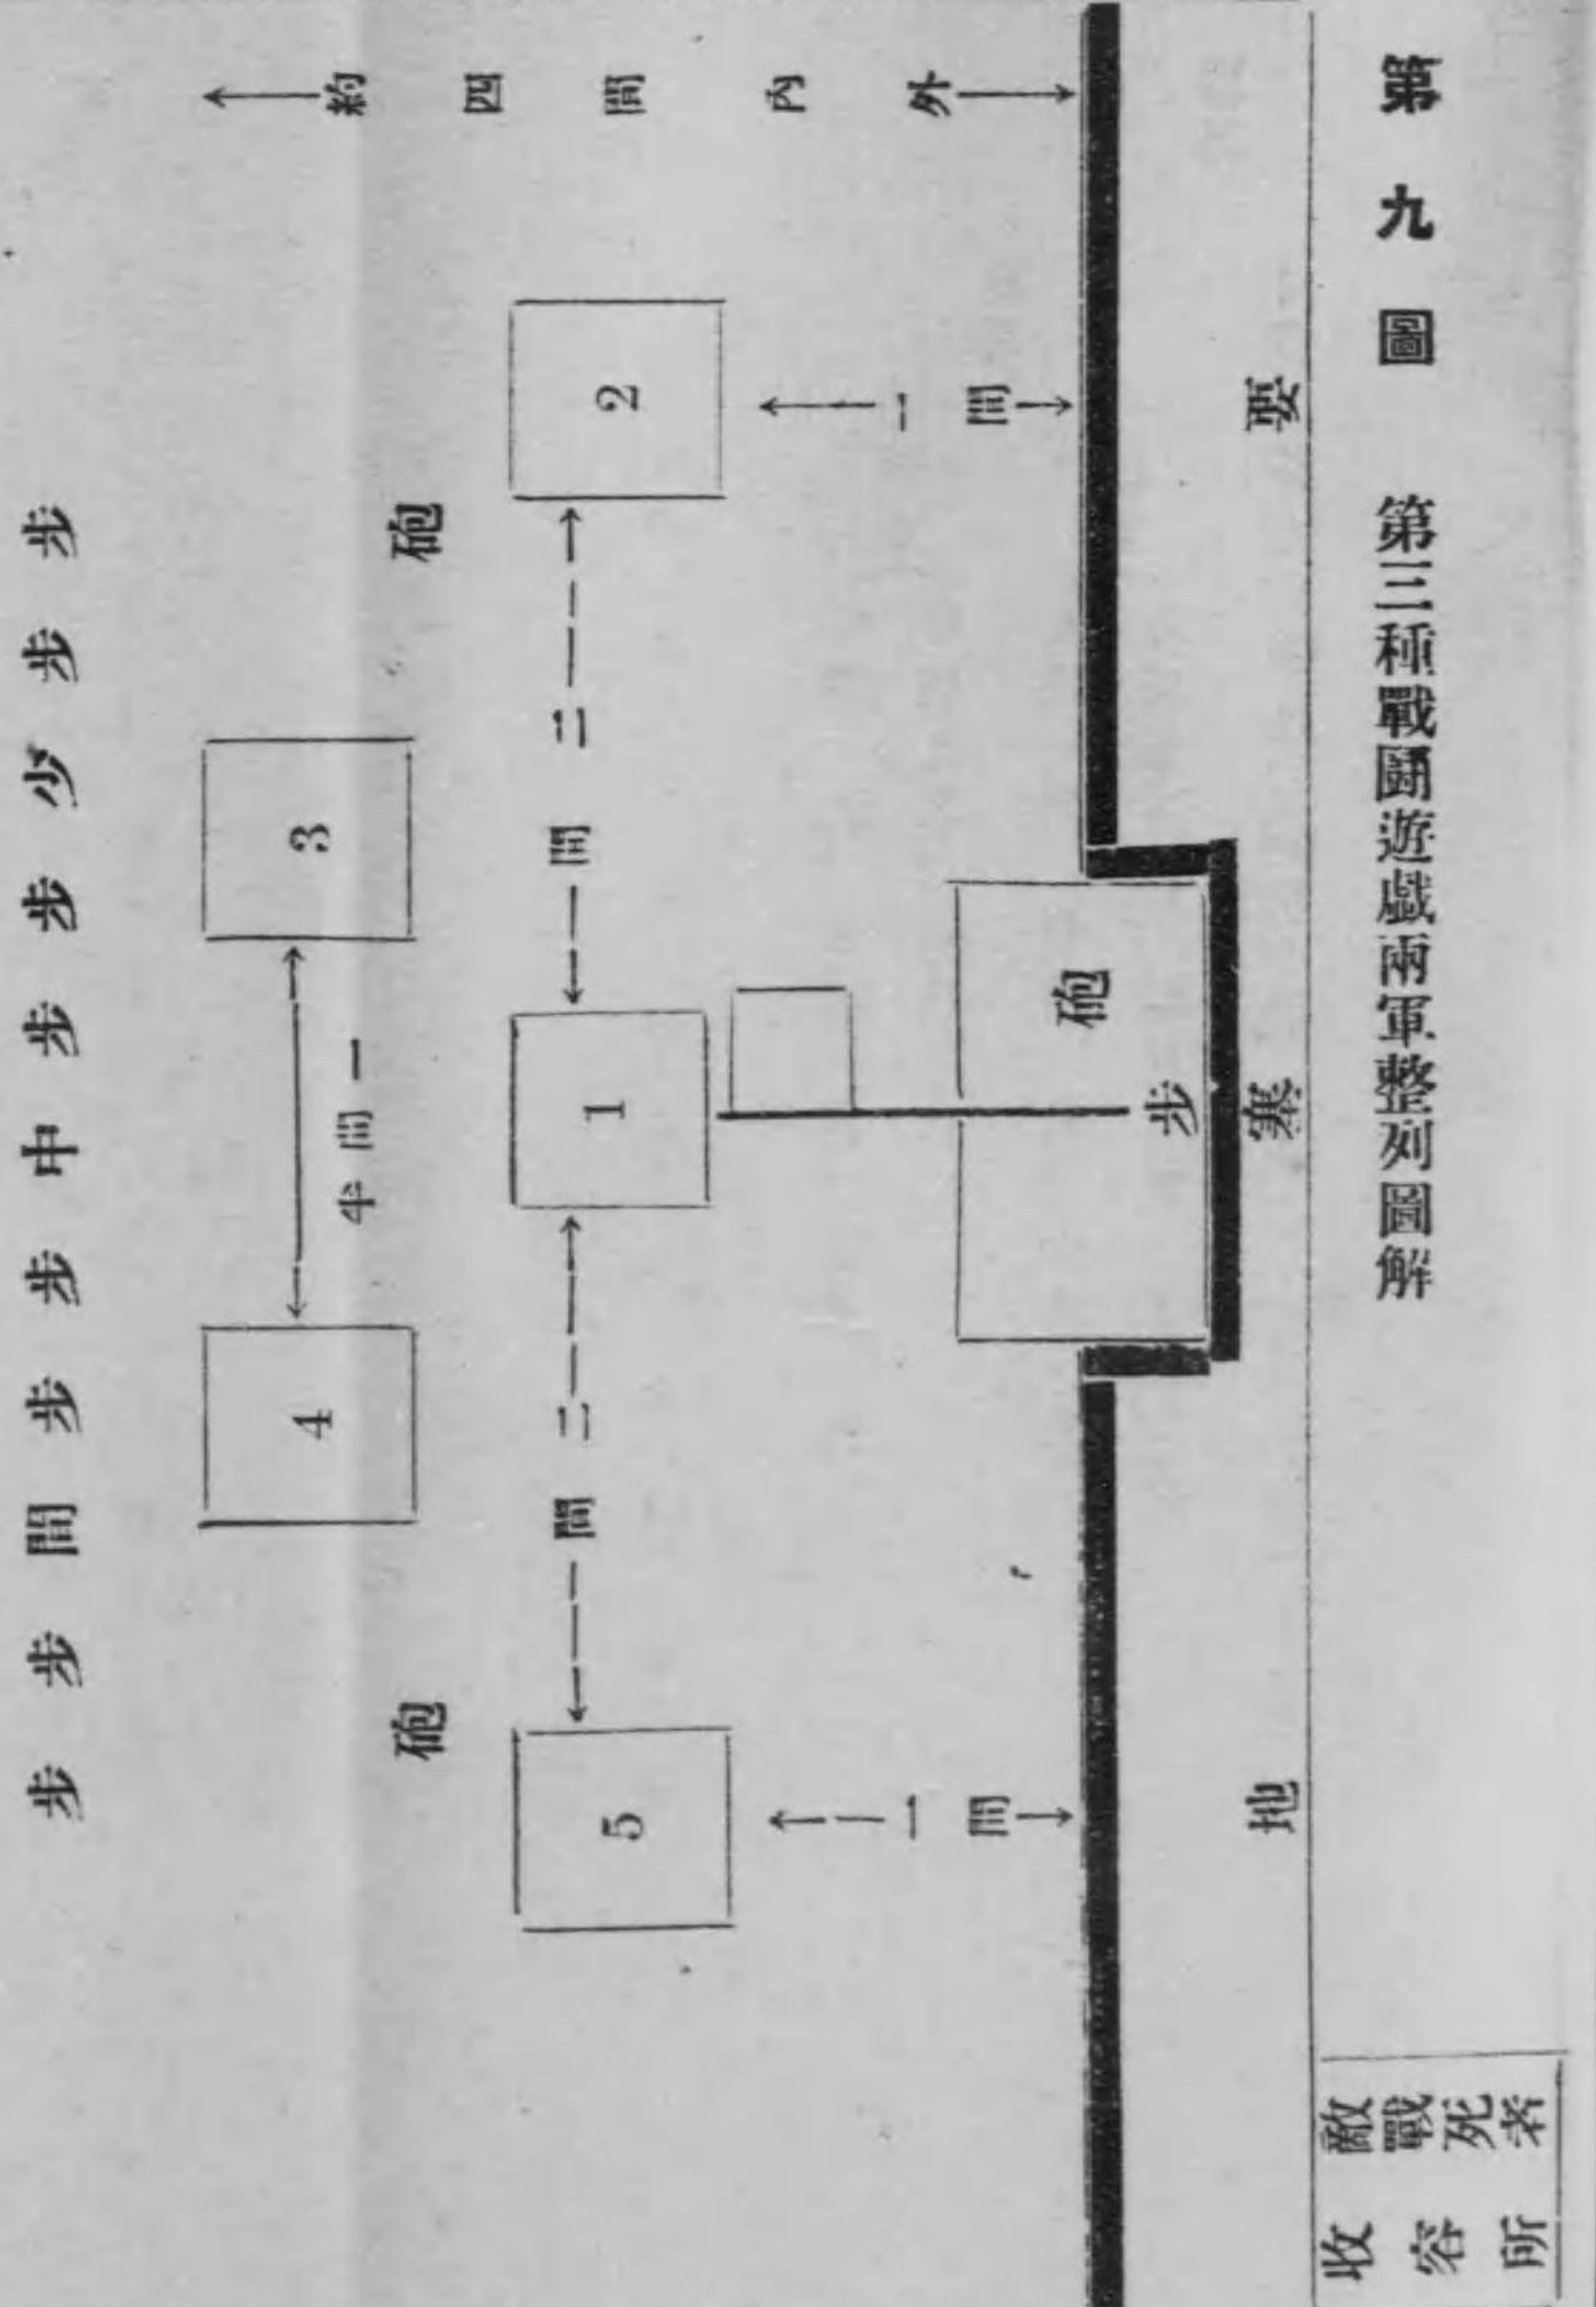 第九圖 第三種戰鬪遊戲兩軍整列圖解
要塞地
敵戰死者
收容所
約四間內外
步步少步步中步步間步步
砲
砲
3
4
一間半
2
1
5
二間
二間
一間
一間
砲
步